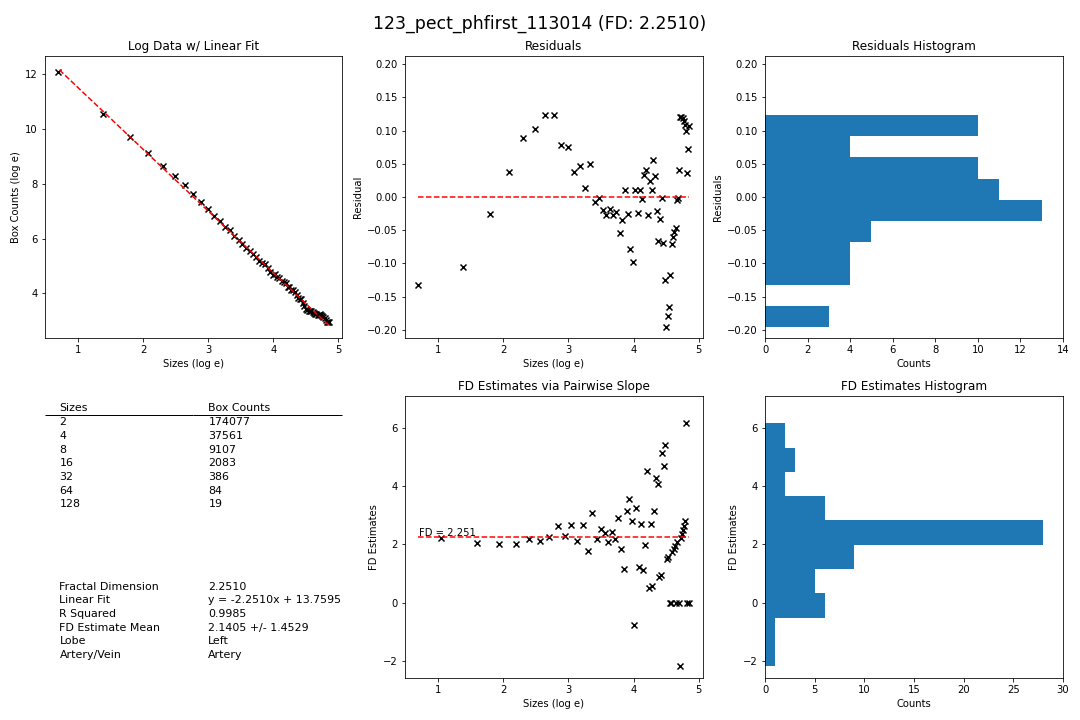 123_pect_phfirst_113014 (FD: 2.2510)
Log Data w/ Linear Fit
12
10
8
6
4
Box Counts (log e)
1 2 3 4 5
Sizes (log e)
Residuals
0.20
0.15
0.10
0.05
0.00
−0.05
−0.10
−0.15
−0.20
Residual
1 2 3 4 5
Sizes (log e)
Residuals Histogram
0.20
0.15
0.10
0.05
0.00
−0.05
−0.10
−0.15
−0.20
Residuals
0 2 4 6 8 10 12 14
Counts
Sizes Box Counts
2 174077
4 37561
8 9107
16 2083
32 386
64 84
128 19
Fractal Dimension 2.2510
Linear Fit y = -2.2510x + 13.7595
R Squared 0.9985
FD Estimate Mean 2.1405 +/- 1.4529
Lobe Left
Artery/Vein Artery
FD Estimates via Pairwise Slope
6
4
2
0
−2
FD Estimates
FD = 2.251
1 2 3 4 5
Sizes (log e)
FD Estimates Histogram
6
4
2
0
−2
FD Estimates
0 5 10 15 20 25 30
Counts